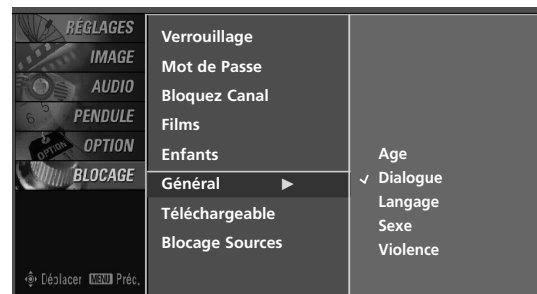 RÉGLAGES
IMAGE
AUDIO
PENDULE
OPTION
BLOCAGE
Déplacer MENU Préc.
Verrouillage
Mot de Passe
Bloquez Canal
Films
Enfants
Général ►
Téléchargeable
Blocage Sources
Age
✓ Dialogue
Langage
Sexe
Violence